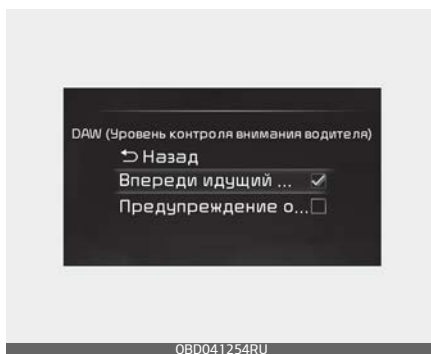 DAW (Уровень контроля внимания водителя)
Назад
Впереди идущий ...
Предупреждение о...
OBD041254RU